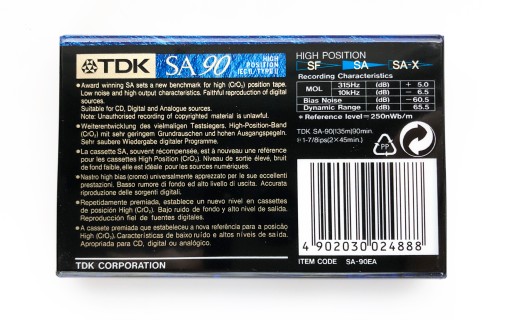 TDK SA 90 HIGH POSITION IECII/TYPE II
Award winning SA sets a new benchmark for high (CrO₂) position tape.
Low noise and high output characteristics. Faithful reproduction of digital
sources.
Suitable for CD, Digital and Analogue sources.
Note: Unauthorised recording of copyrighted material is unlawful.
Weiterentwicklung des vielmaligen Testsiegers. High-Position-Band
(CrO₂) mit sehr geringem Grundrauschen und hohen Ausgangspegeln.
Sehr saubere Wiedergabe digitaler Programme.
La cassette SA, souvent récompensée, est à nouveau une référence
pour les cassettes High Position (CrO₂). Niveau de sortie élevé, bruit
de fond faible, elle est idéale pour les sources numériques.
Nastro high bias (cromo) universalmente apprezzato per le sue eccellenti
prestazioni. Basso rumore di fondo ed alto livello di uscita. Accurata
riproduzione delle sorgenti digitali.
Repetidamente premiada, establece un nuevo nivel en cassettes
de posición High (CrO₂). Bajo ruido de fondo y alto nivel de salida.
Reproducción fiel de fuentes digitales.
A cassette premiada que estabeleceu a nova referência para a posição
High (CrO₂). Características de baixo ruído e altos níveis de saída.
Apropriada para CD, digital ou analógico.
TDK CORPORATION
HIGH POSITION
SF SA SA-X
Recording Characteristics
MOL 315Hz (dB) + 5.0
10kHz (dB) − 6.5
Bias Noise (dB) −60.5
Dynamic Range (dB) 65.5
* Reference level=250nWb/m
TDK SA-90(135m)90min.
1-7/8ips(2×45min.)
PP
4 902030 024888
ITEM CODE SA-90EA